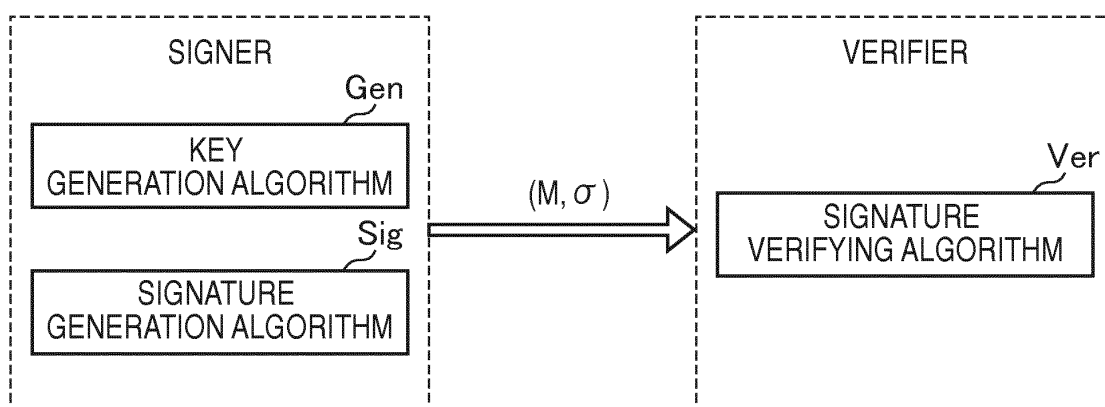 SIGNER
Gen
KEY
GENERATION ALGORITHM
Sig
SIGNATURE
GENERATION ALGORITHM
(M, σ)
VERIFIER
Ver
SIGNATURE
VERIFYING ALGORITHM